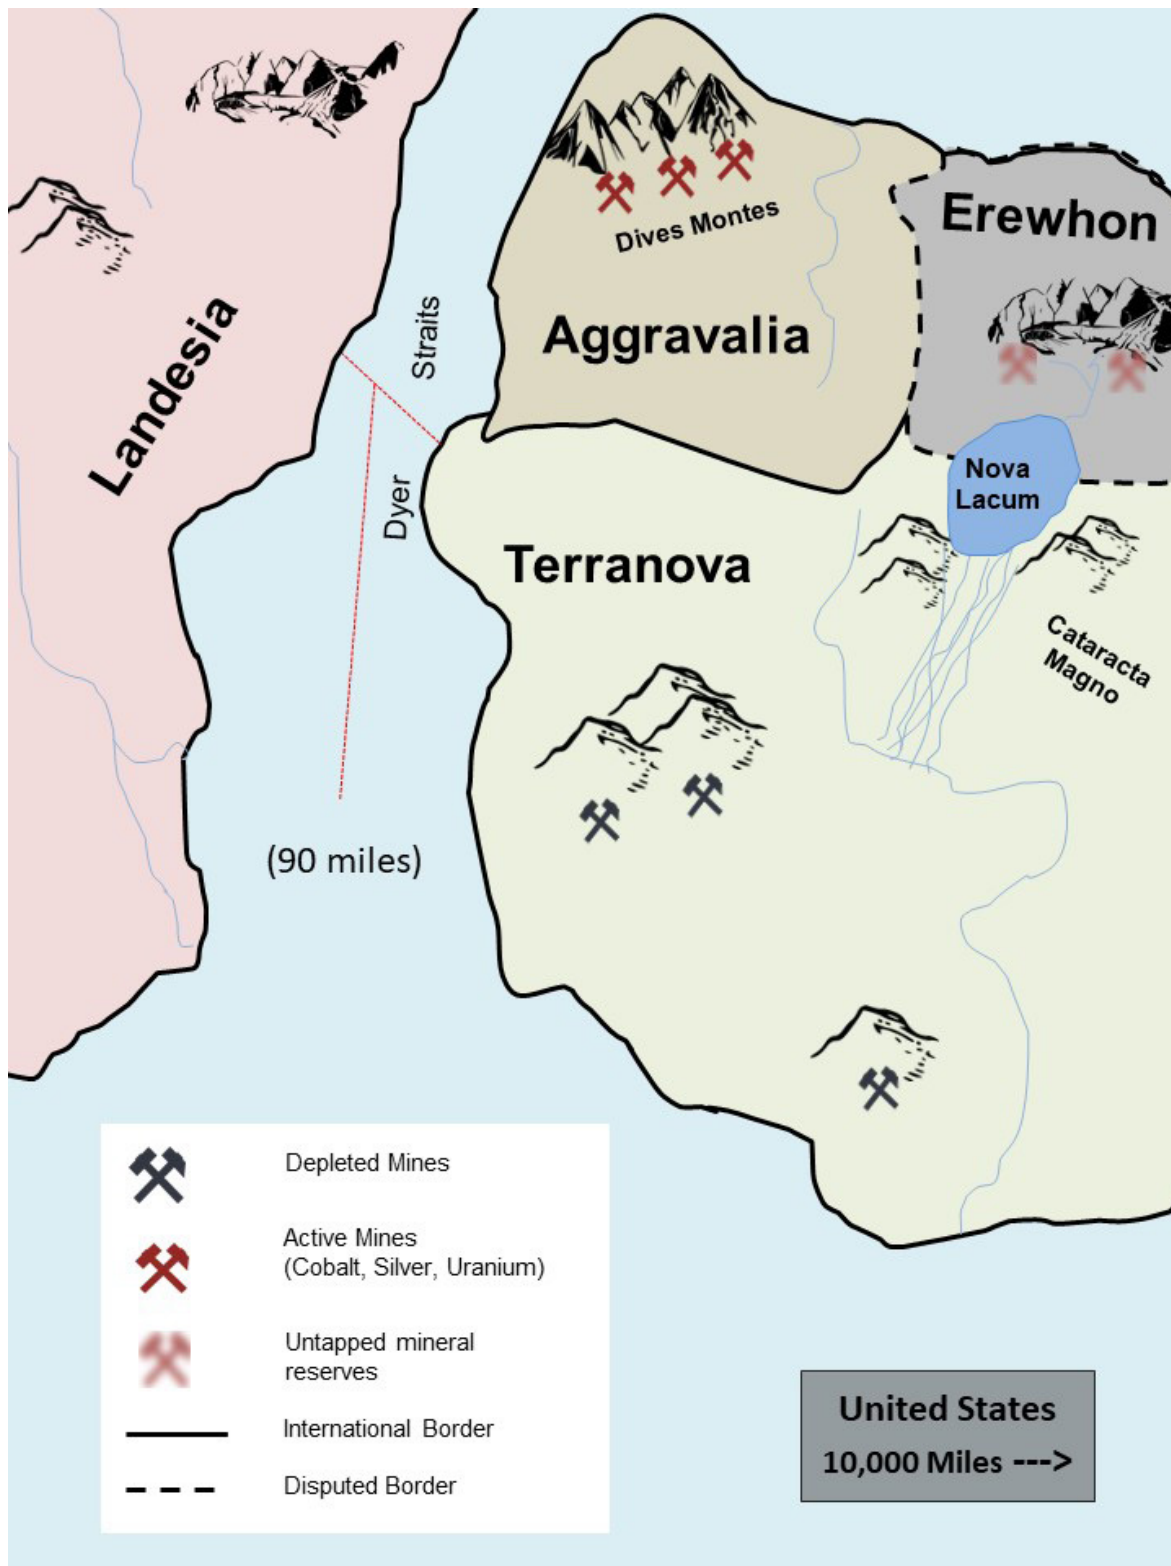 Dives Montes
Erewhon
Aggravalia
Straits
Landesia
Dyer
Nova
Lacum
Terranova
Cataracta
Magno
(90 miles)
Depleted Mines
Active Mines
(Cobalt, Silver, Uranium)
Untapped mineral
reserves
International Border
Disputed Border
United States
10,000 Miles --->